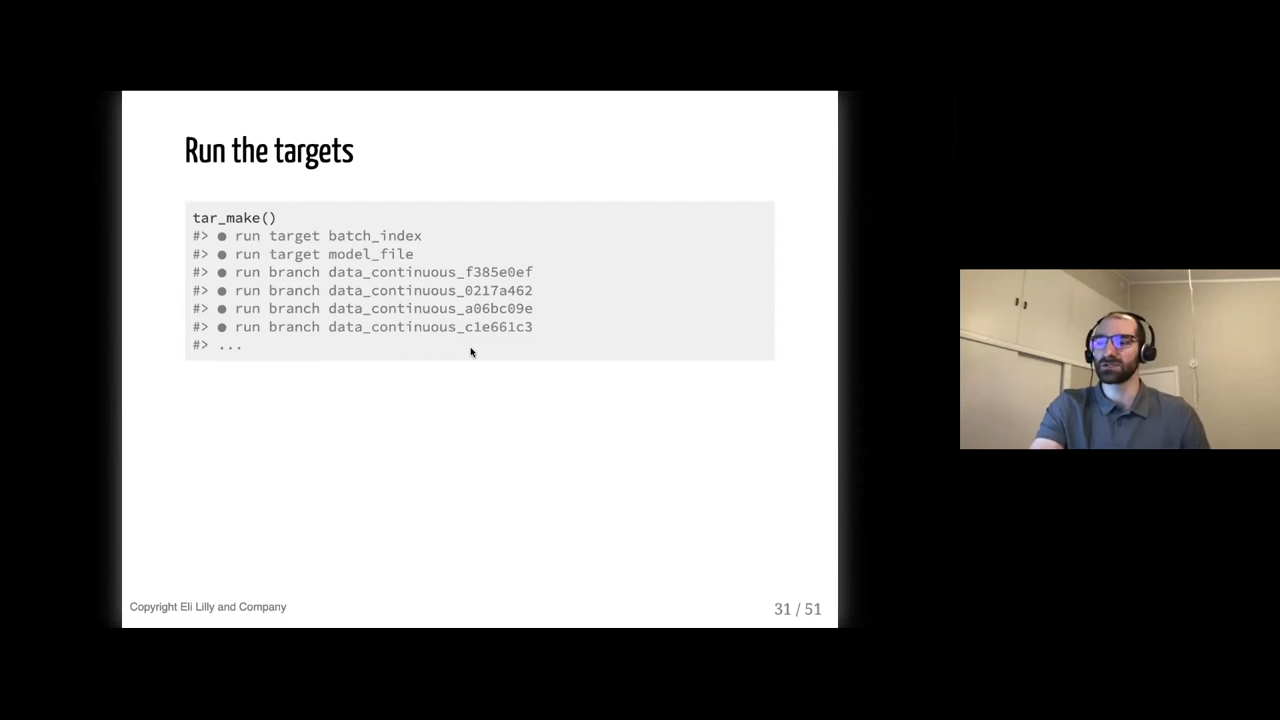 Run the targets
tar_make()
#> ● run target batch_index
#> ● run target model_file
#> ● run branch data_continuous_f385e0ef
#> ● run branch data_continuous_0217a462
#> ● run branch data_continuous_a06bc09e
#> ● run branch data_continuous_c1e661c3
#> ...
Copyright Eli Lilly and Company
31 / 51